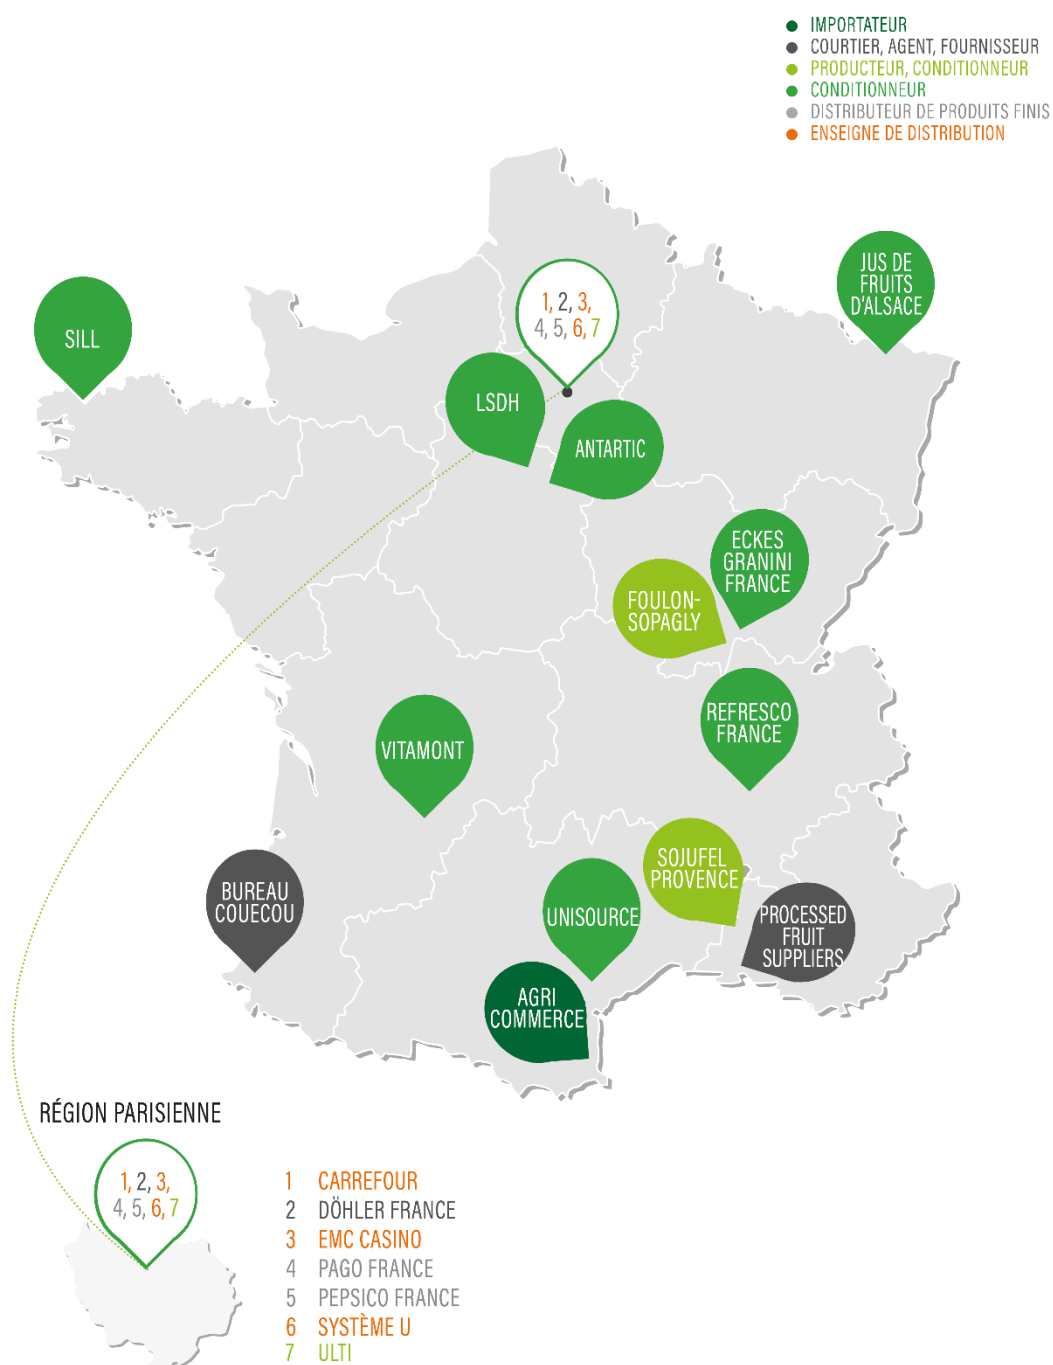 IMPORTATEUR
COURTIER, AGENT, FOURNISSEUR
PRODUCTEUR, CONDITIONNEUR
CONDITIONNEUR
DISTRIBUTEUR DE PRODUITS FINIS
ENSEIGNE DE DISTRIBUTION
JUS DE
FRUITS
D'ALSACE
1, 2, 3,
4, 5, 6, 7
SILL
LSDH
ANTARTIC
ECKES
GRANINI
FRANCE
FOULON-
SOPAGLY
REFRESCO
FRANCE
VITAMONT
SOJUFEL
PROVENCE
BUREAU
COUECOU
UNISOURCE
PROCESSED
FRUIT
SUPPLIERS
AGRI
COMMERCE
RÉGION PARISIENNE
1, 2, 3,
4, 5, 6, 7
1 CARREFOUR
2 DÖHLER FRANCE
3 EMC CASINO
4 PAGO FRANCE
5 PEPSICO FRANCE
6 SYSTÈME U
7 ULTI